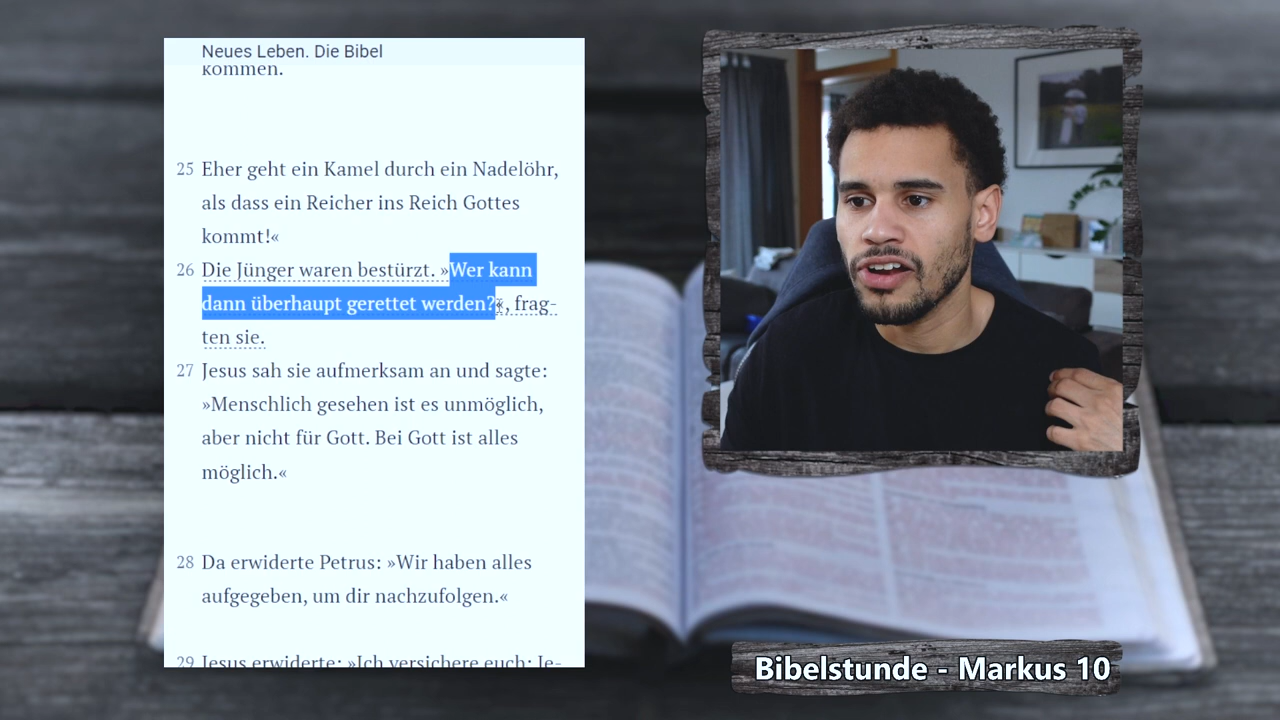 Neues Leben. Die Bibel
kommen.
25 Eher geht ein Kamel durch ein Nadelöhr,
als dass ein Reicher ins Reich Gottes
kommt!«
26 Die Jünger waren bestürzt. »Wer kann
dann überhaupt gerettet werden?«, frag-
ten sie.
27 Jesus sah sie aufmerksam an und sagte:
»Menschlich gesehen ist es unmöglich,
aber nicht für Gott. Bei Gott ist alles
möglich.«
28 Da erwiderte Petrus: »Wir haben alles
aufgegeben, um dir nachzufolgen.«
29 Jesus erwiderte: »Ich versichere euch: Je-
Bibelstunde - Markus 10